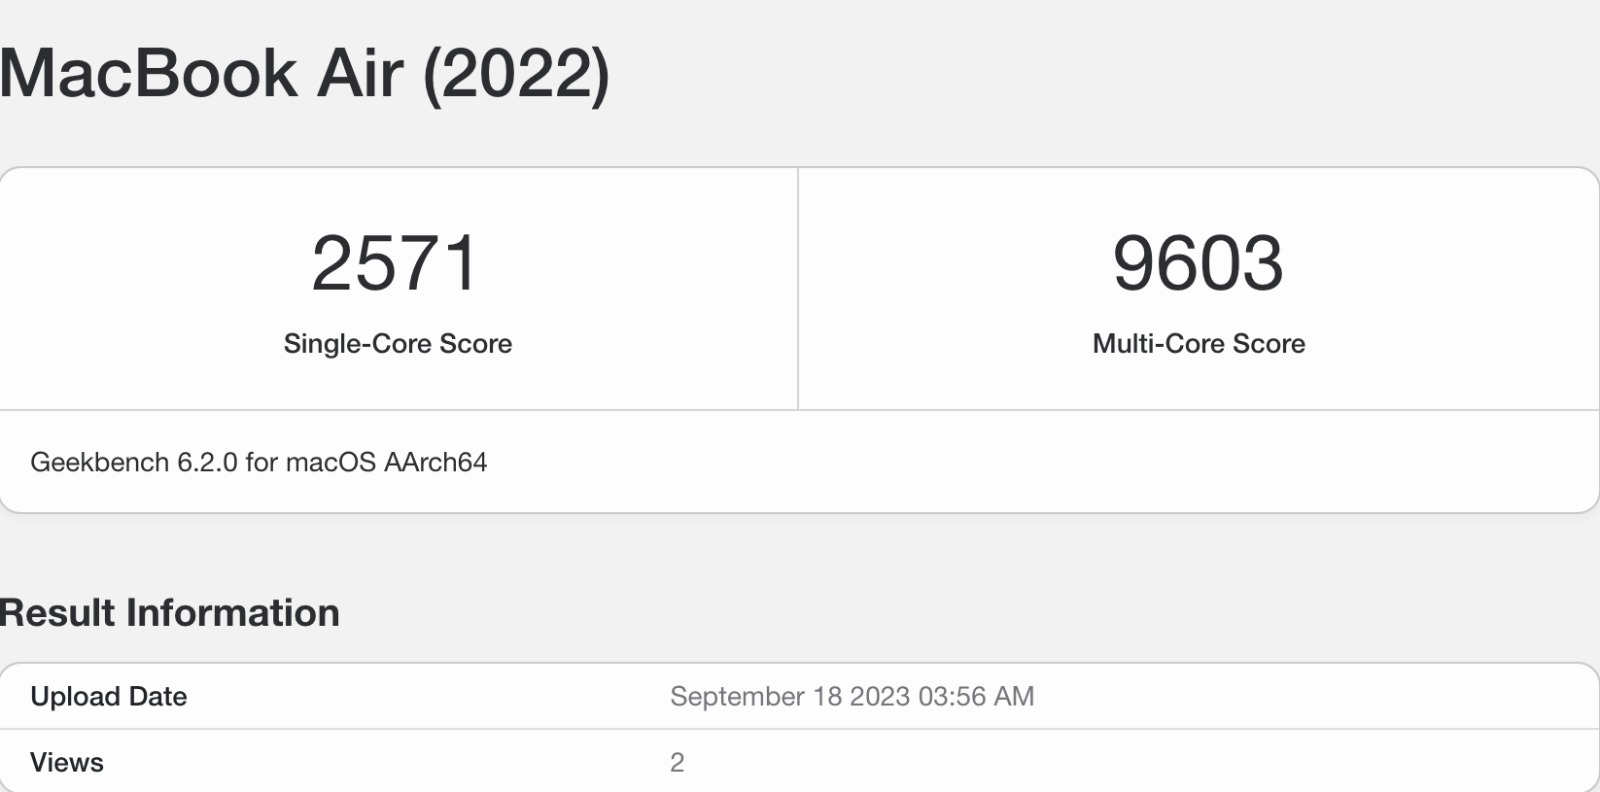 MacBook Air (2022)
2571
Single-Core Score
9603
Multi-Core Score
Geekbench 6.2.0 for macOS AArch64
Result Information
Upload Date
September 18 2023 03:56 AM
Views
2